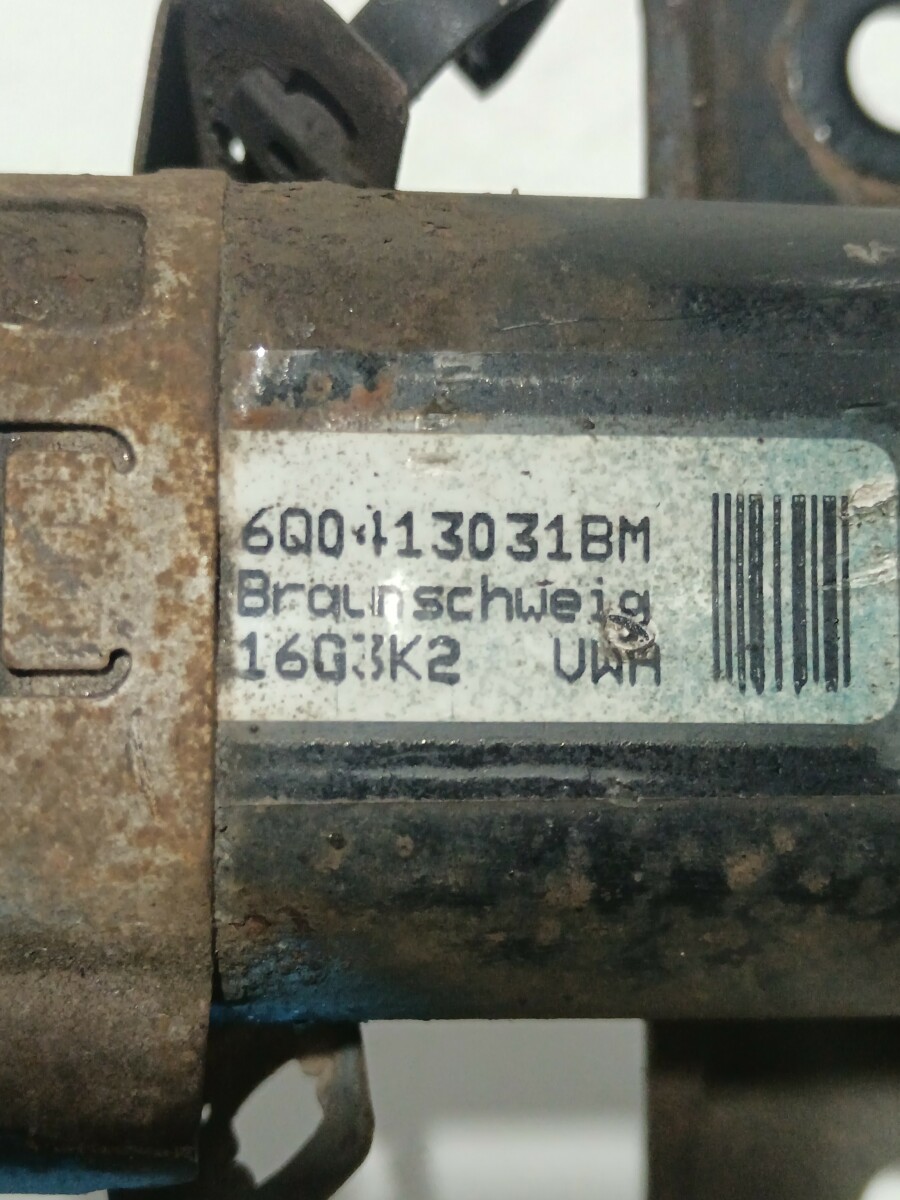 6Q0413031BM
Braunschweig
16G3K2 VWA